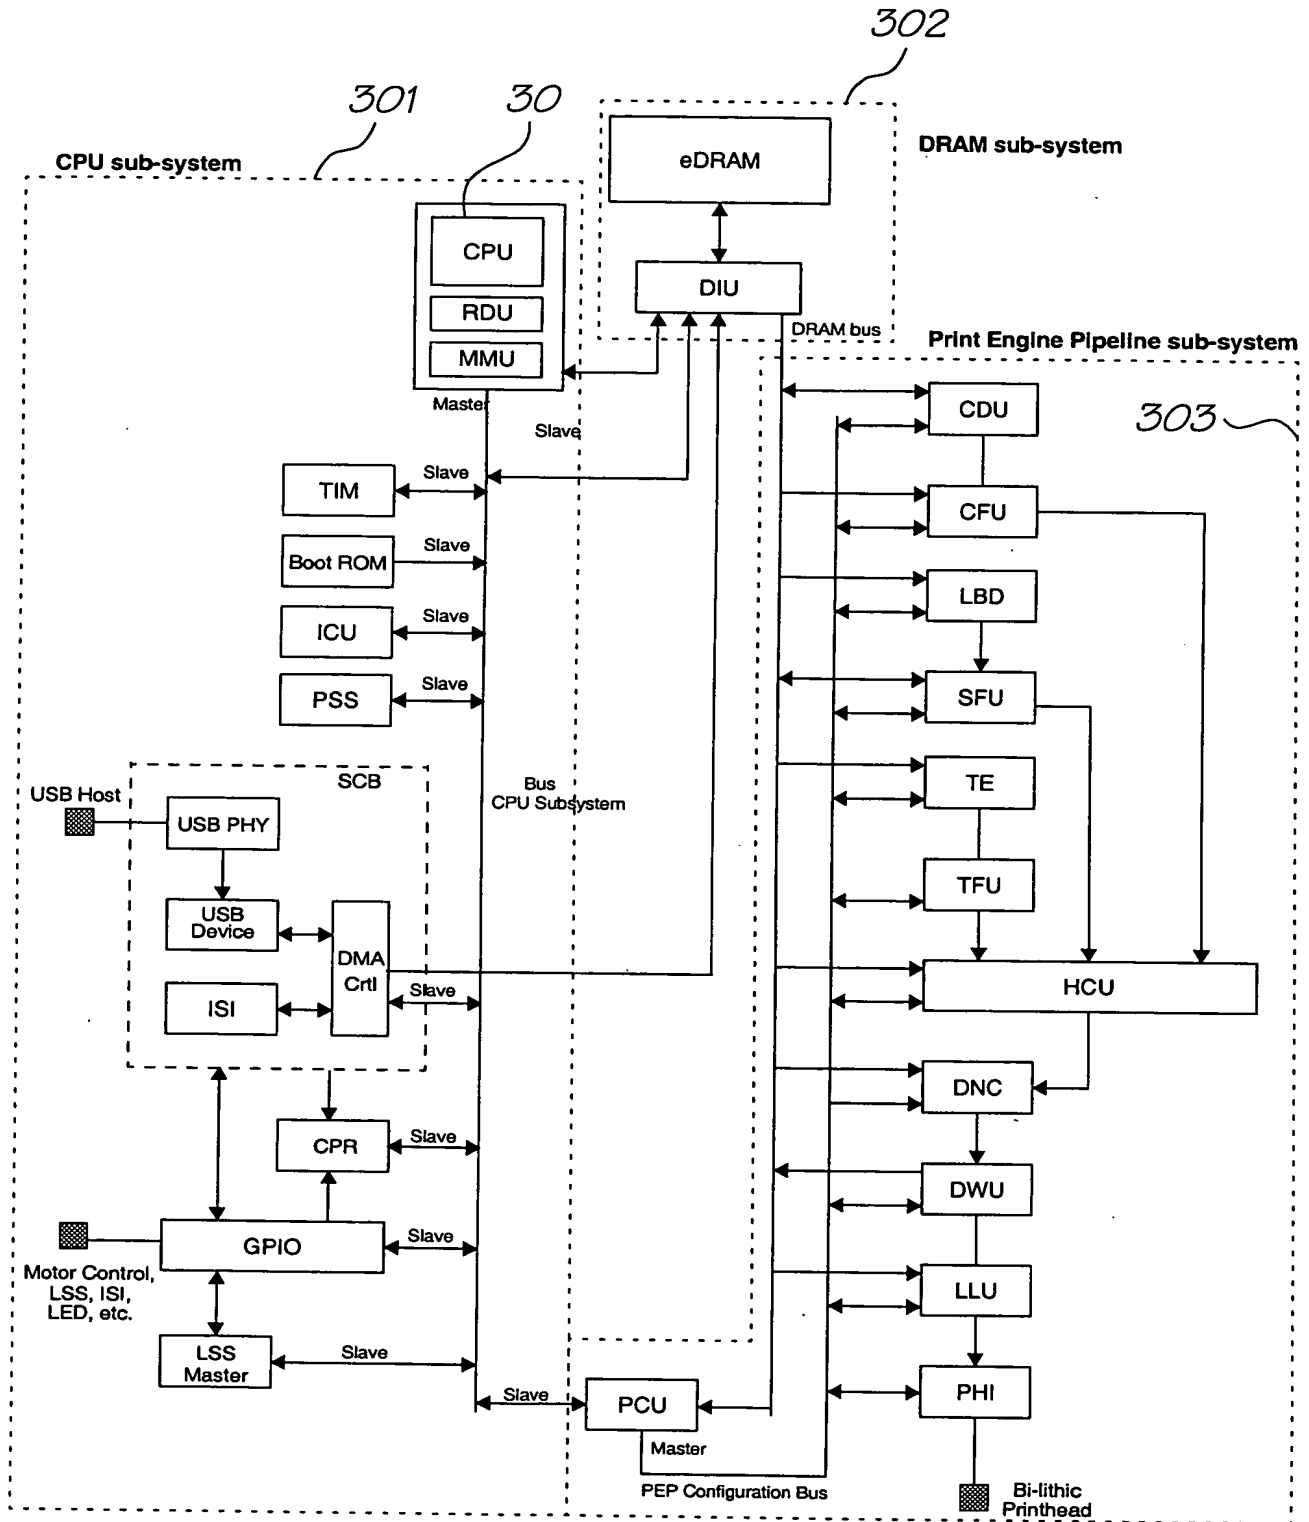 302
301
30
CPU sub-system
DRAM sub-system
eDRAM
CPU
DIU
RDU
MMU
DRAM bus
Print Engine Pipeline sub-system
Master
Slave
CDU
303
TIM
Slave
CFU
Boot ROM
Slave
LBD
ICU
Slave
PSS
Slave
SFU
SCB
Bus
CPU Subsystem
TE
USB Host
USB PHY
TFU
USB
Device
DMA
Crtl
Slave
ISI
HCU
DNC
CPR
Slave
DWU
GPIO
Slave
Motor Control,
LSS, ISI,
LED, etc.
LLU
LSS
Master
Slave
PHI
Slave
PCU
Master
PEP Configuration Bus
Bi-lithic
Printhead